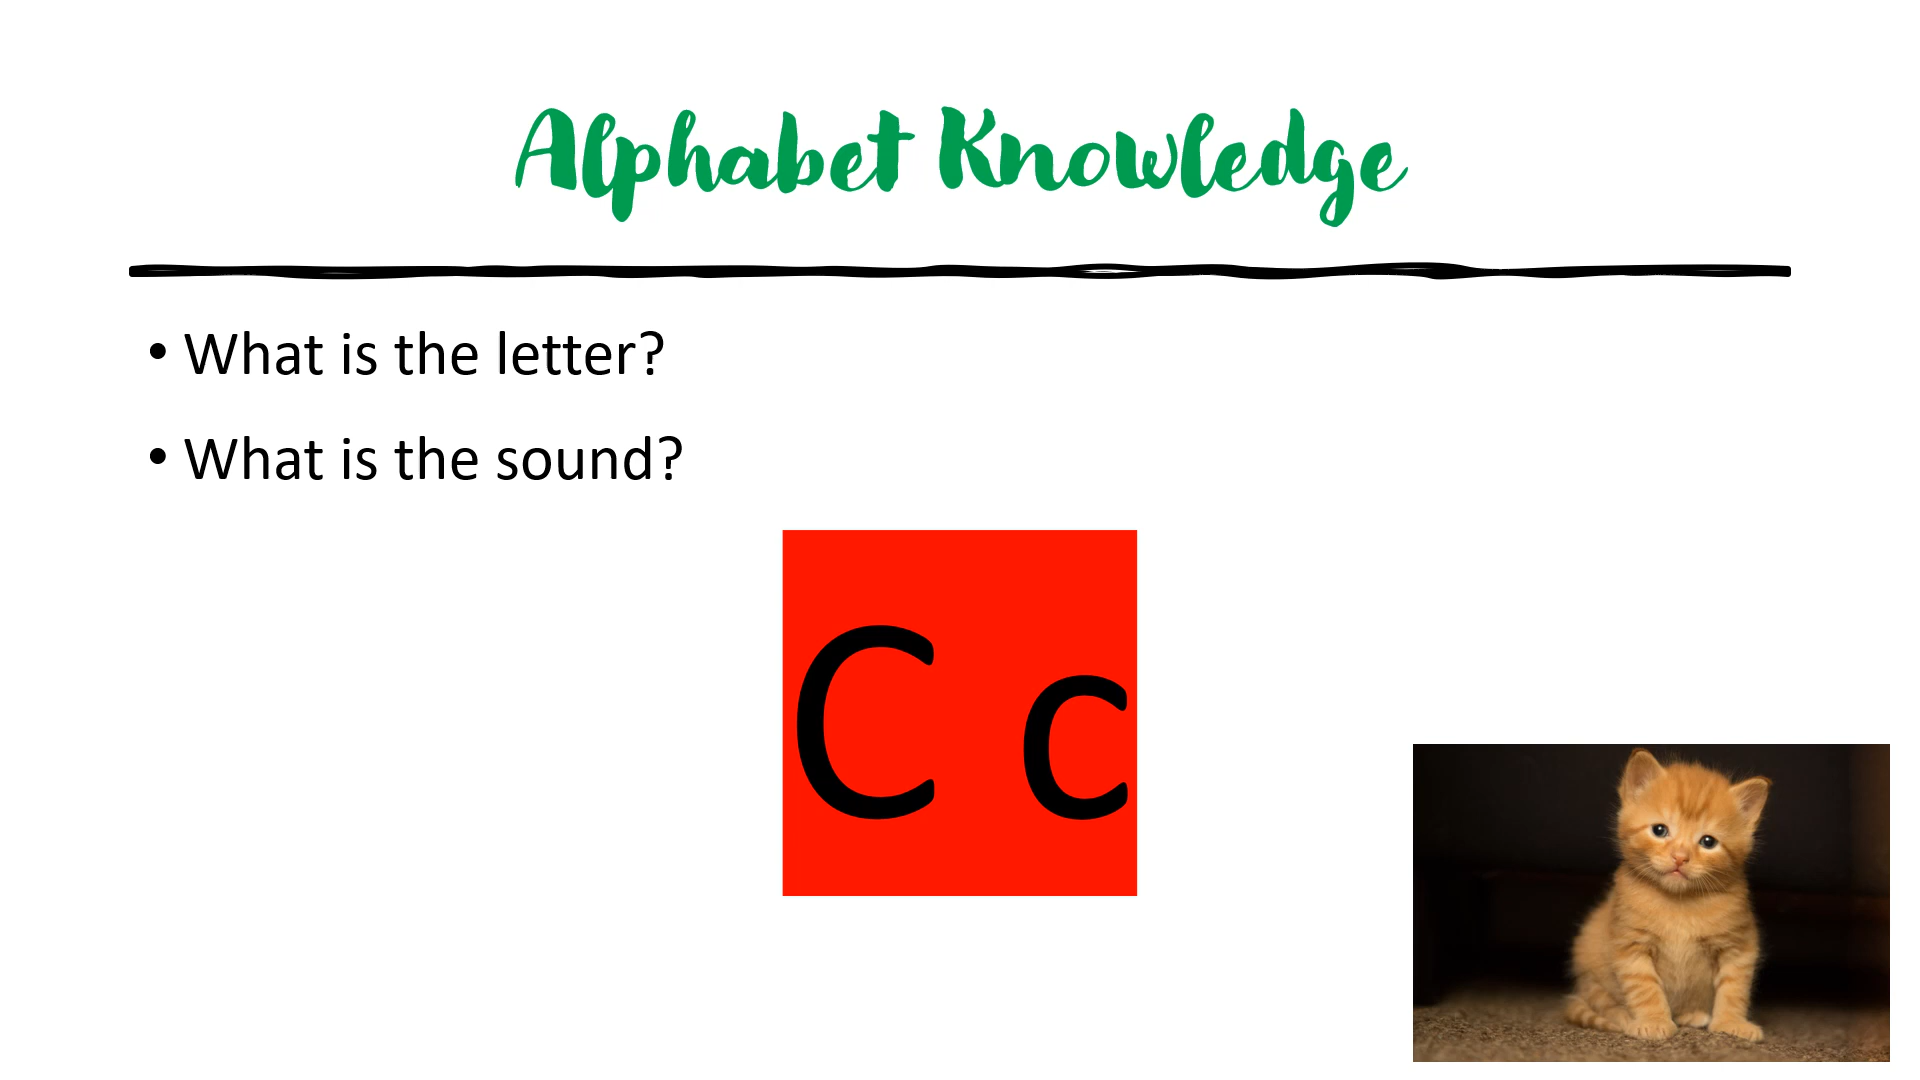 Alphabet Knowledge
• What is the letter?
• What is the sound?
C c